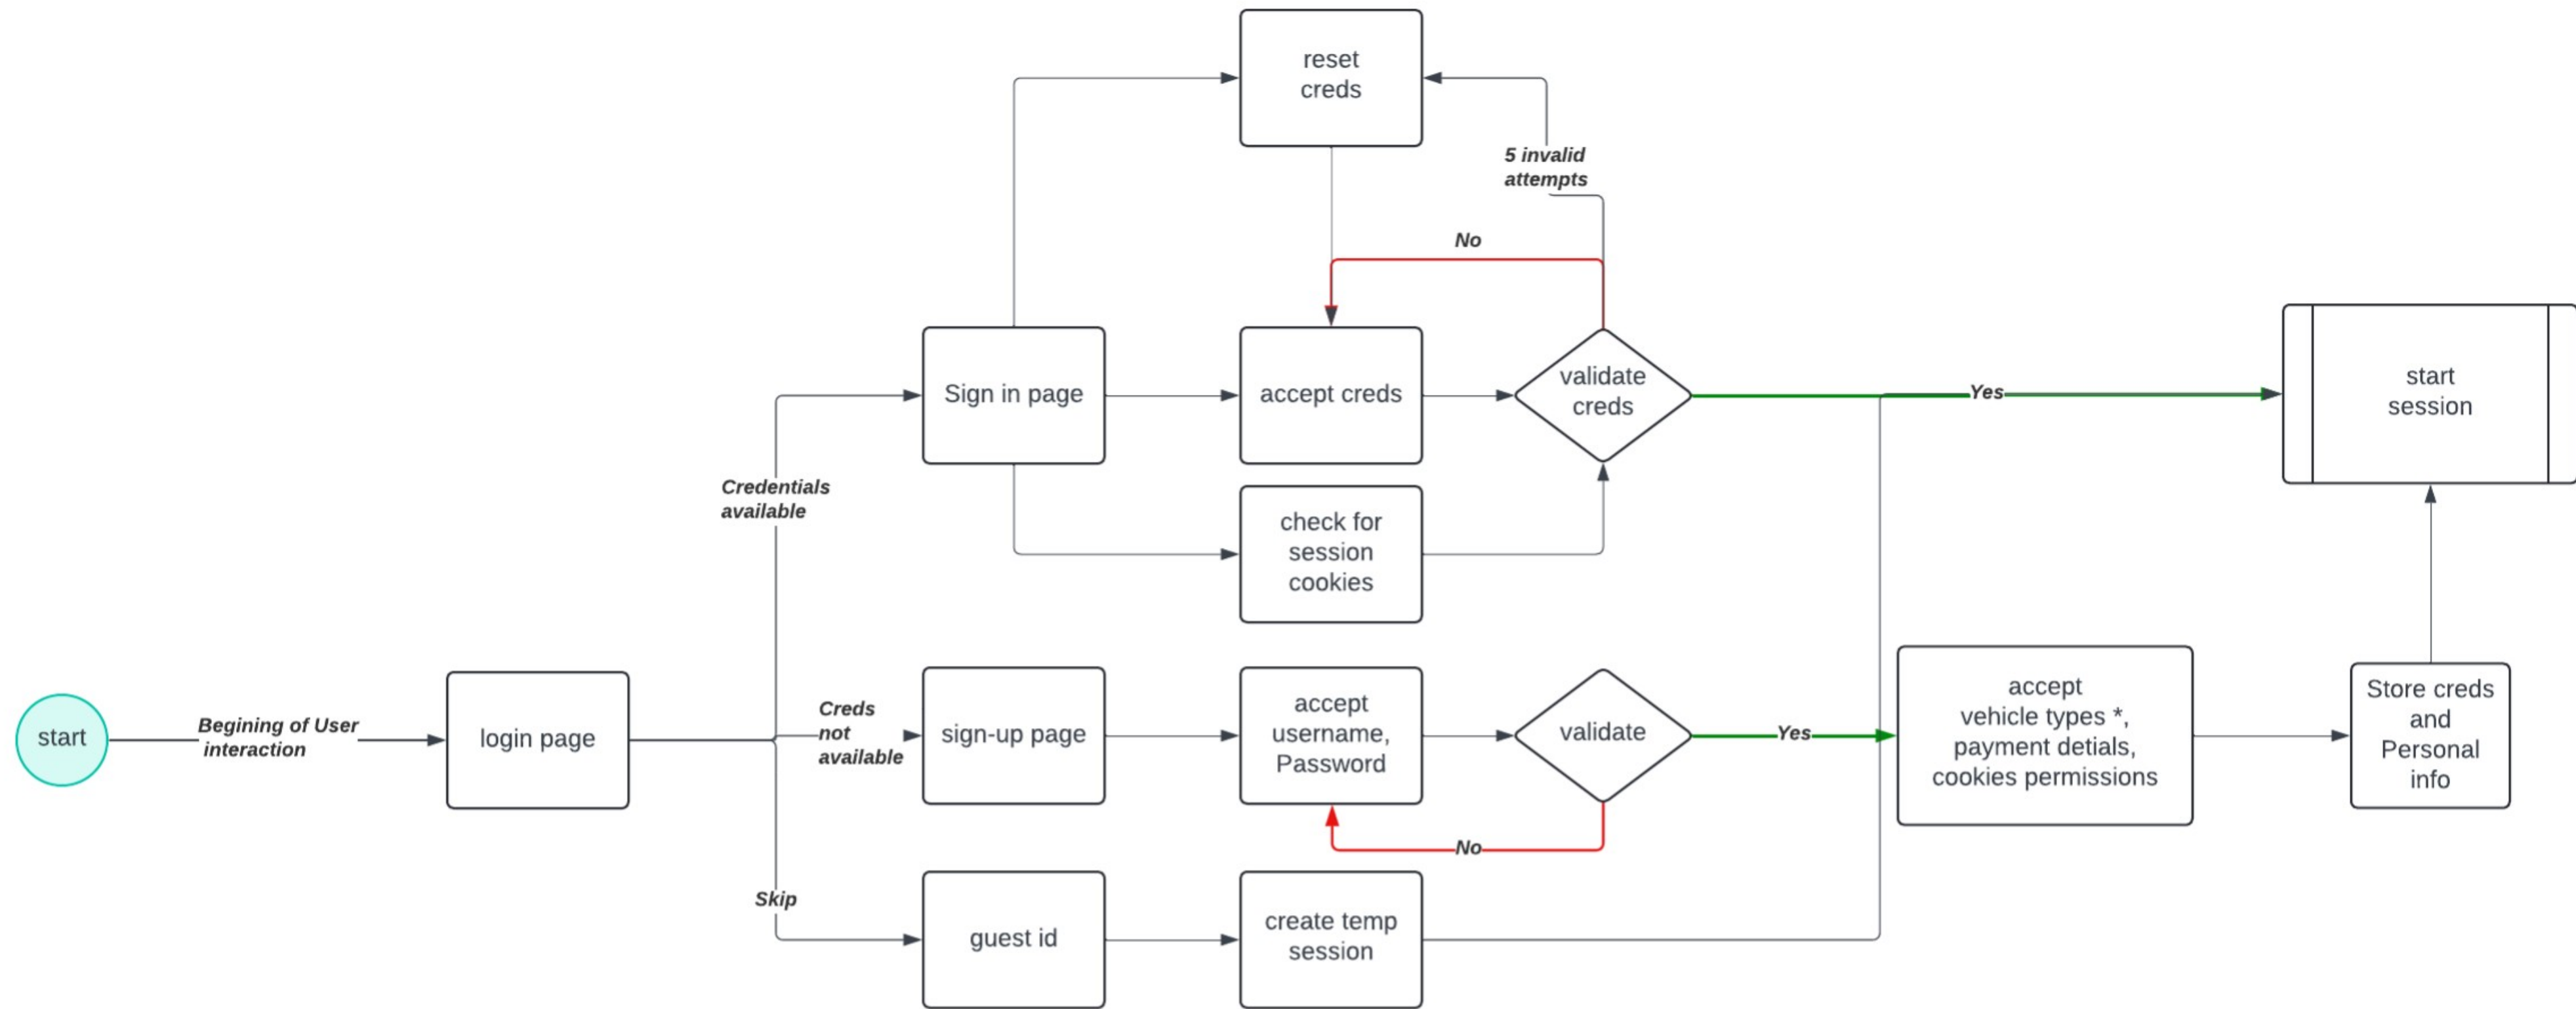 reset
creds
5 invalid
attempts
No
Sign in page
accept creds
validate
creds
Yes
start
session
Credentials
available
check for
session
cookies
start
Begining of User
interaction
login page
Creds
not
available
sign-up page
accept
username,
Password
validate
Yes
accept
vehicle types *,
payment detials,
cookies permissions
Store creds
and
Personal
info
No
Skip
guest id
create temp
session